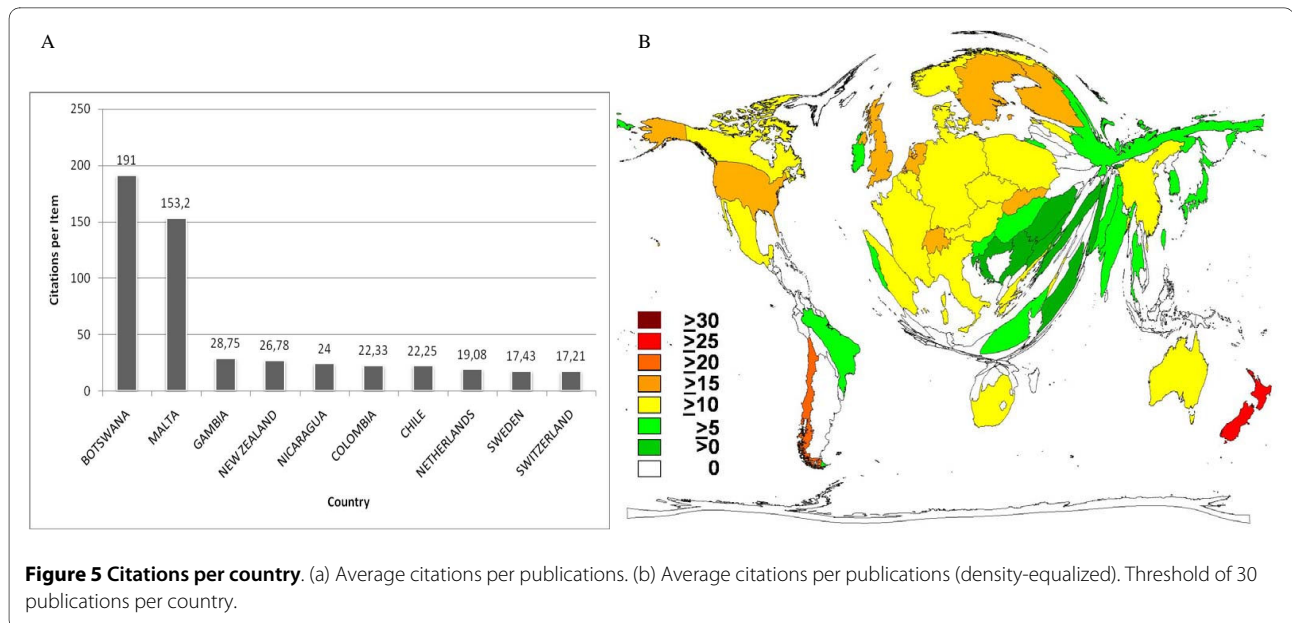 A
Citations per Item
250
200
150
100
50
0
191
153,2
28,75
26,78
24
22,33
22,25
19,08
17,43
17,21
BOTSWANA
MALTA
GAMBIA
NEW ZEALAND
NICARAGUA
COLOMBIA
CHILE
NETHERLANDS
SWEDEN
SWITZERLAND
Country
B
≥30
≥25
≥20
≥15
≥10
>5
>0
0
Figure 5 Citations per country. (a) Average citations per publications. (b) Average citations per publications (density-equalized). Threshold of 30
publications per country.